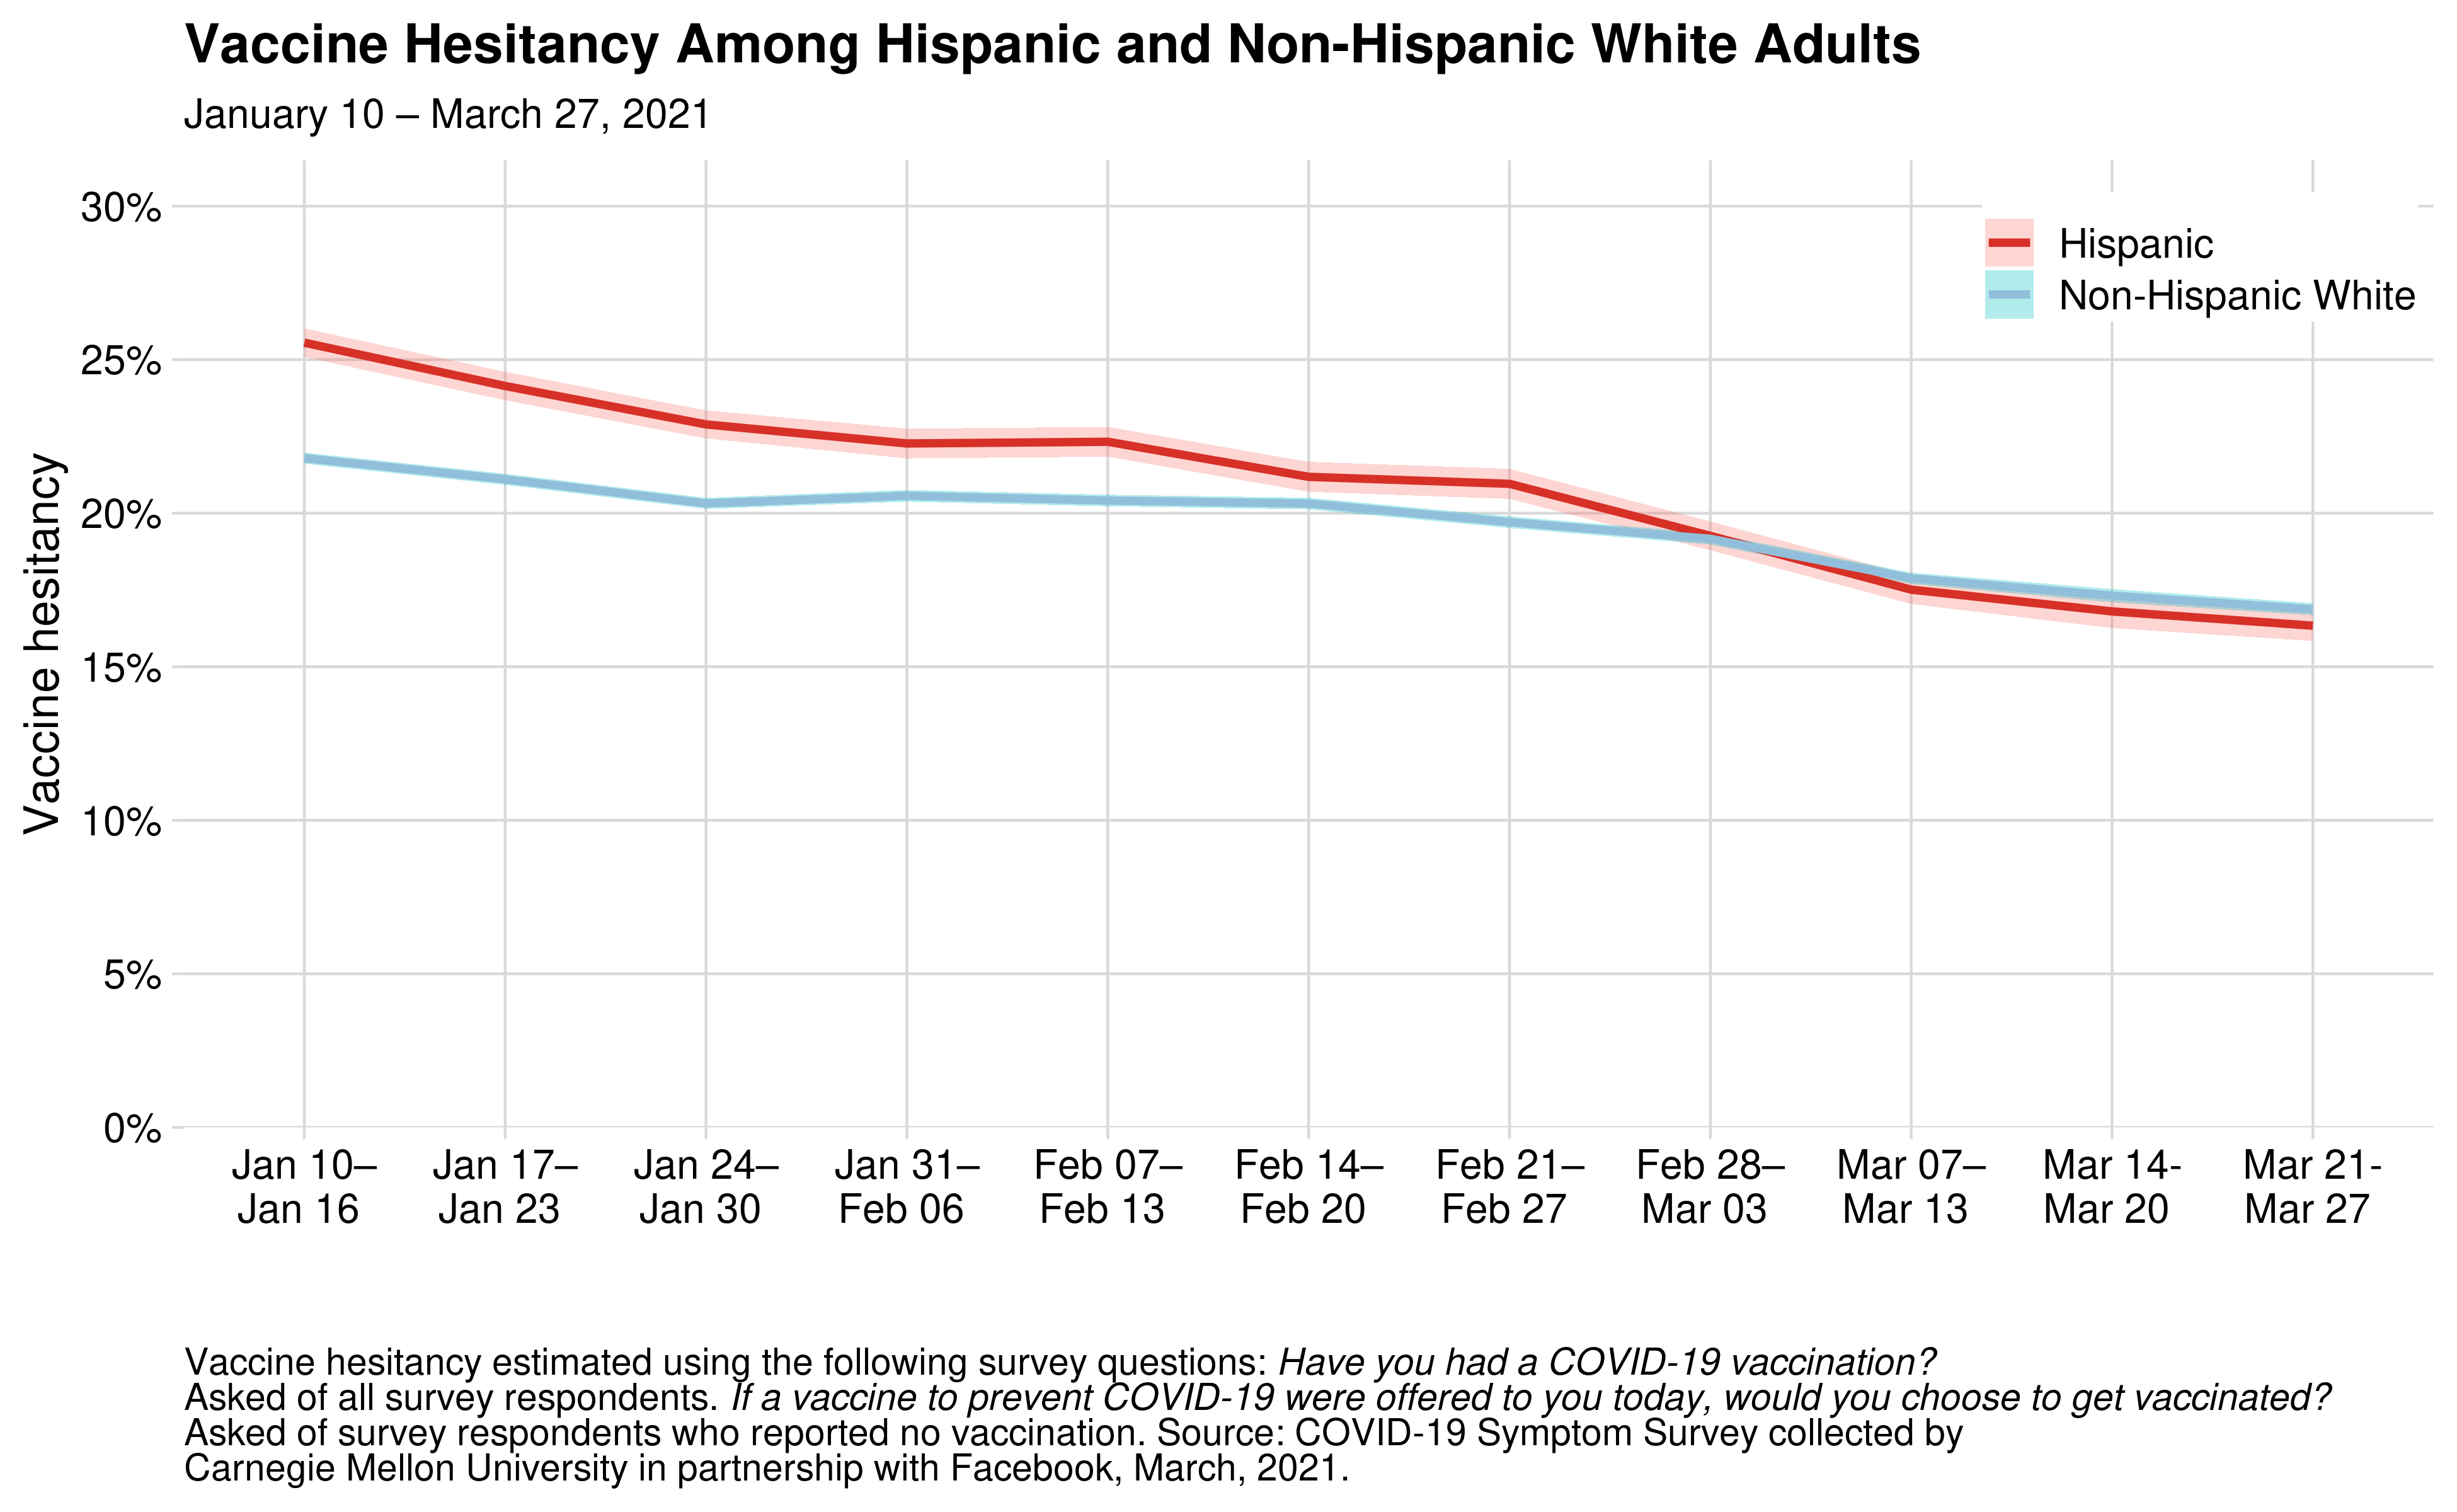 Vaccine Hesitancy Among Hispanic and Non-Hispanic White Adults
January 10 – March 27, 2021
30%
Hispanic
Non-Hispanic White
25%
20%
15%
10%
5%
0%
Vaccine hesitancy
Jan 10– Jan 17– Jan 24– Jan 31– Feb 07– Feb 14– Feb 21– Feb 28– Mar 07– Mar 14- Mar 21-
Jan 16 Jan 23 Jan 30 Feb 06 Feb 13 Feb 20 Feb 27 Mar 03 Mar 13 Mar 20 Mar 27
Vaccine hesitancy estimated using the following survey questions: Have you had a COVID-19 vaccination?
Asked of all survey respondents. If a vaccine to prevent COVID-19 were offered to you today, would you choose to get vaccinated?
Asked of survey respondents who reported no vaccination. Source: COVID-19 Symptom Survey collected by
Carnegie Mellon University in partnership with Facebook, March, 2021.